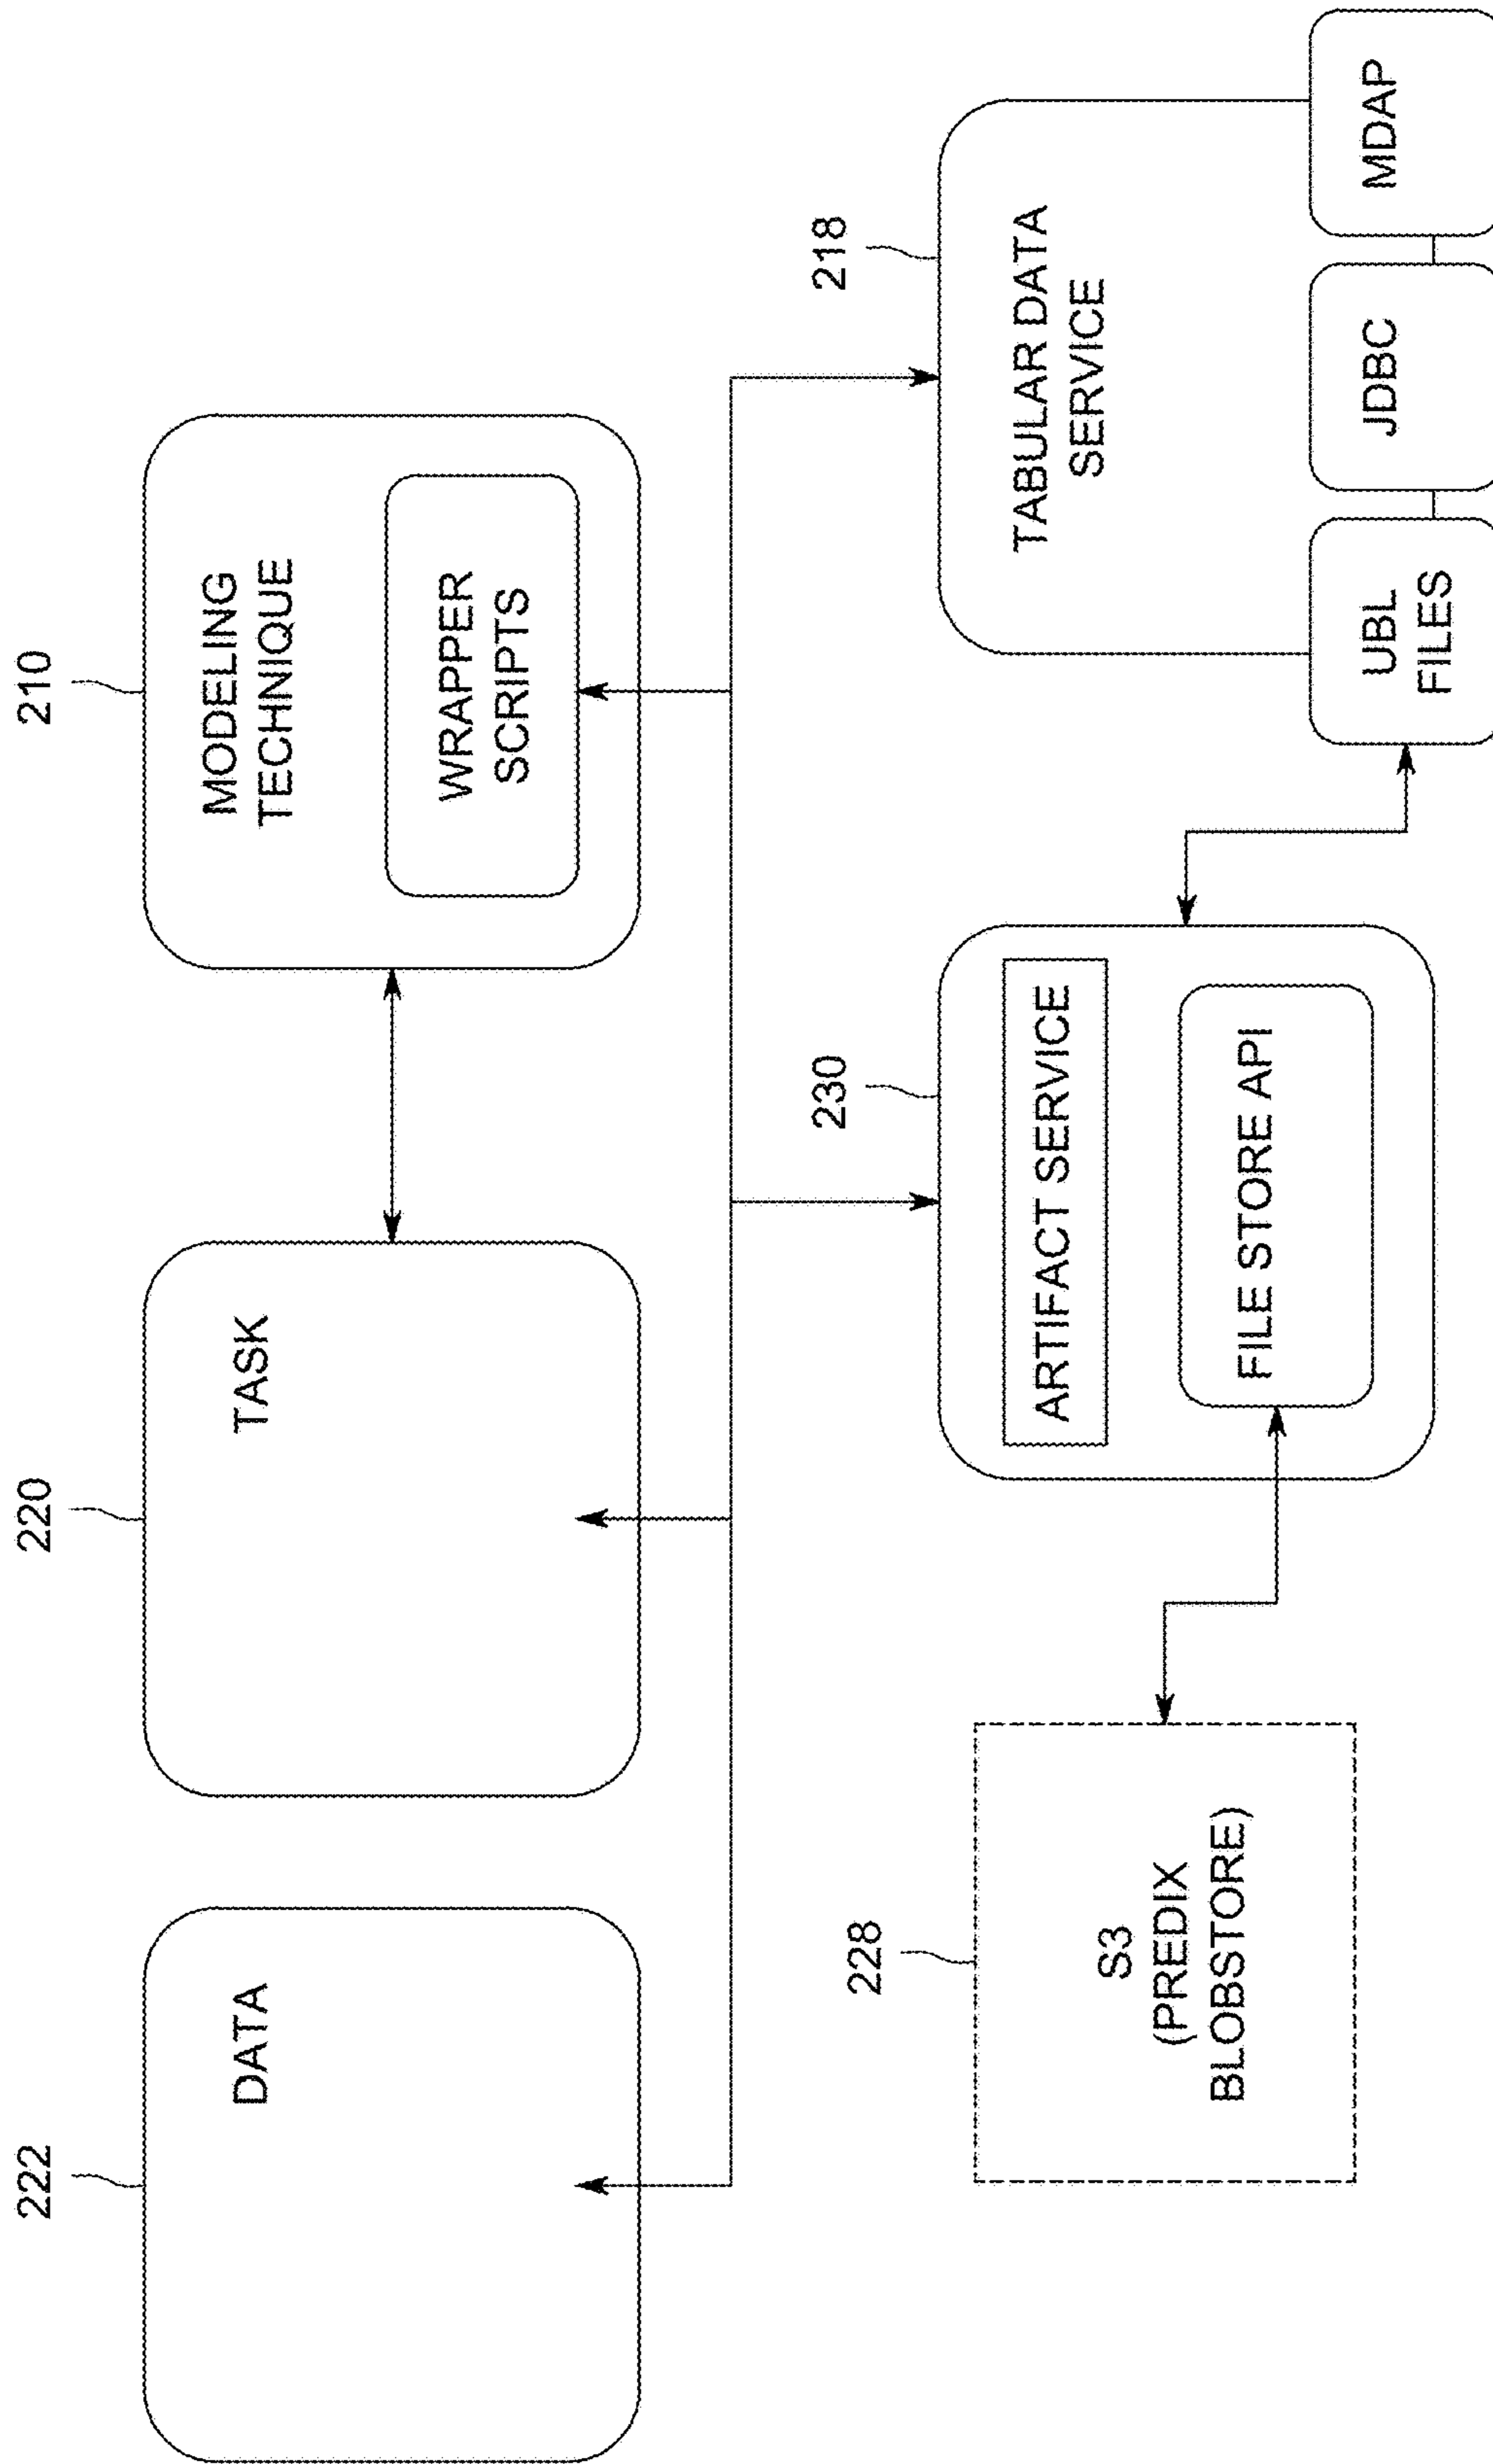 222
DATA
220
TASK
210
MODELING
TECHNIQUE
WRAPPER
SCRIPTS
228
S3
(PREDIX
BLOBSTORE)
230
ARTIFACT SERVICE
FILE STORE API
218
TABULAR DATA
SERVICE
UBL
FILES
JDBC
MDAP